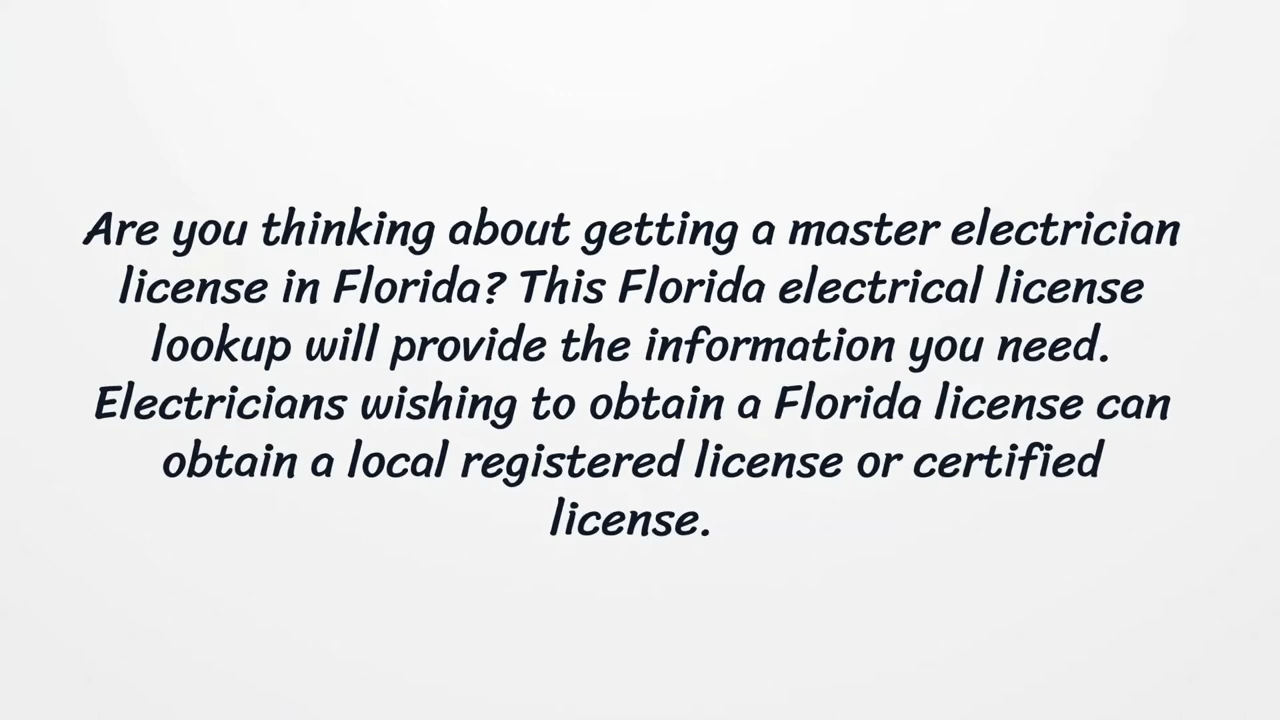 Are you thinking about getting a master electrician
license in Florida? This Florida electrical license
lookup will provide the information you need.
Electricians wishing to obtain a Florida license can
obtain a local registered license or certified
license.